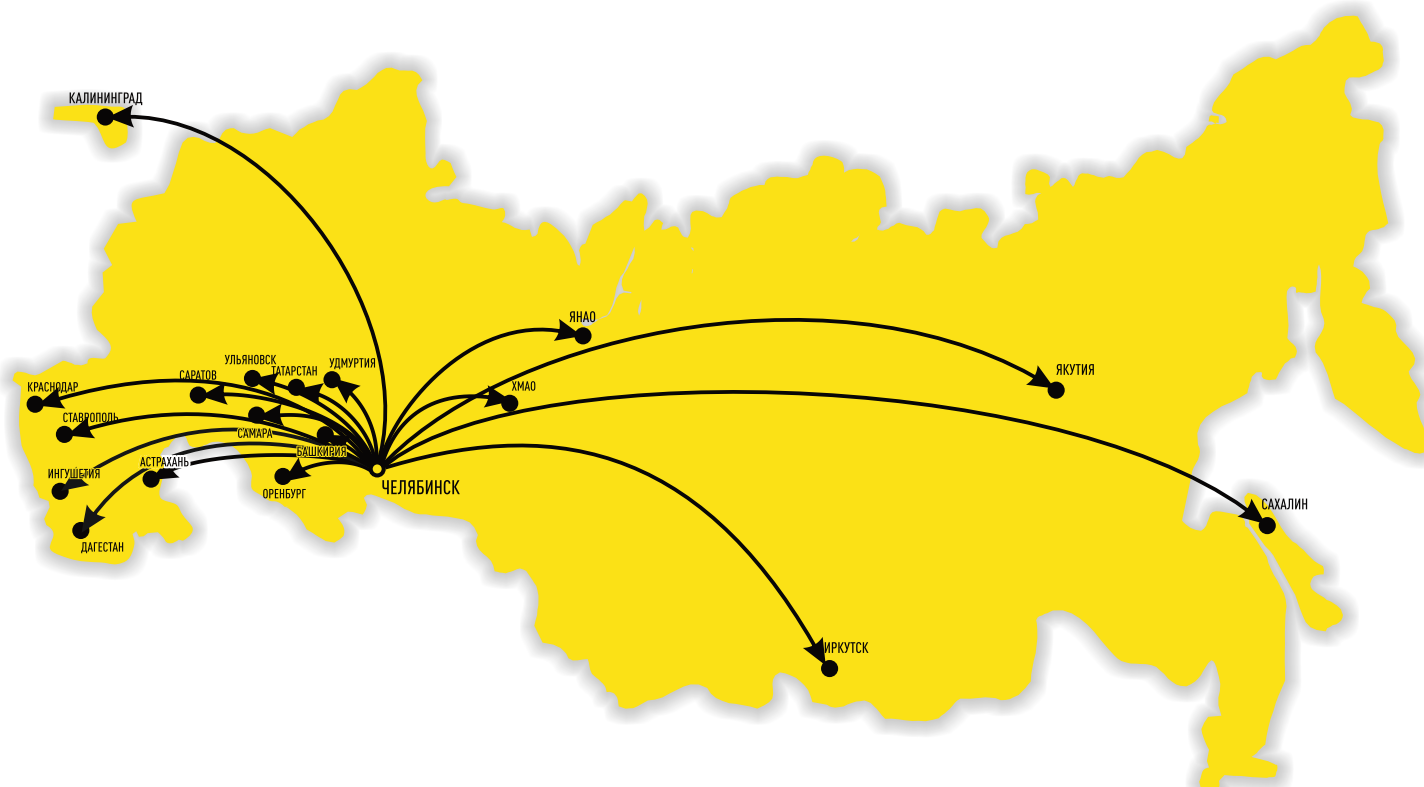 КАЛИНИНГРАД
ЯНАО
УЛЬЯНОВСК
УДМУРТИЯ
ТАТАРСТАН
ЯКУТИЯ
САРАТОВ
КРАСНОДАР
ХМАО
СТАВРОПОЛЬ
САМАРА
БАШКИРИЯ
АСТРАХАНЬ
ИНГУШЕТИЯ
ЧЕЛЯБИНСК
ОРЕНБУРГ
САХАЛИН
ДАГЕСТАН
ИРКУТСК